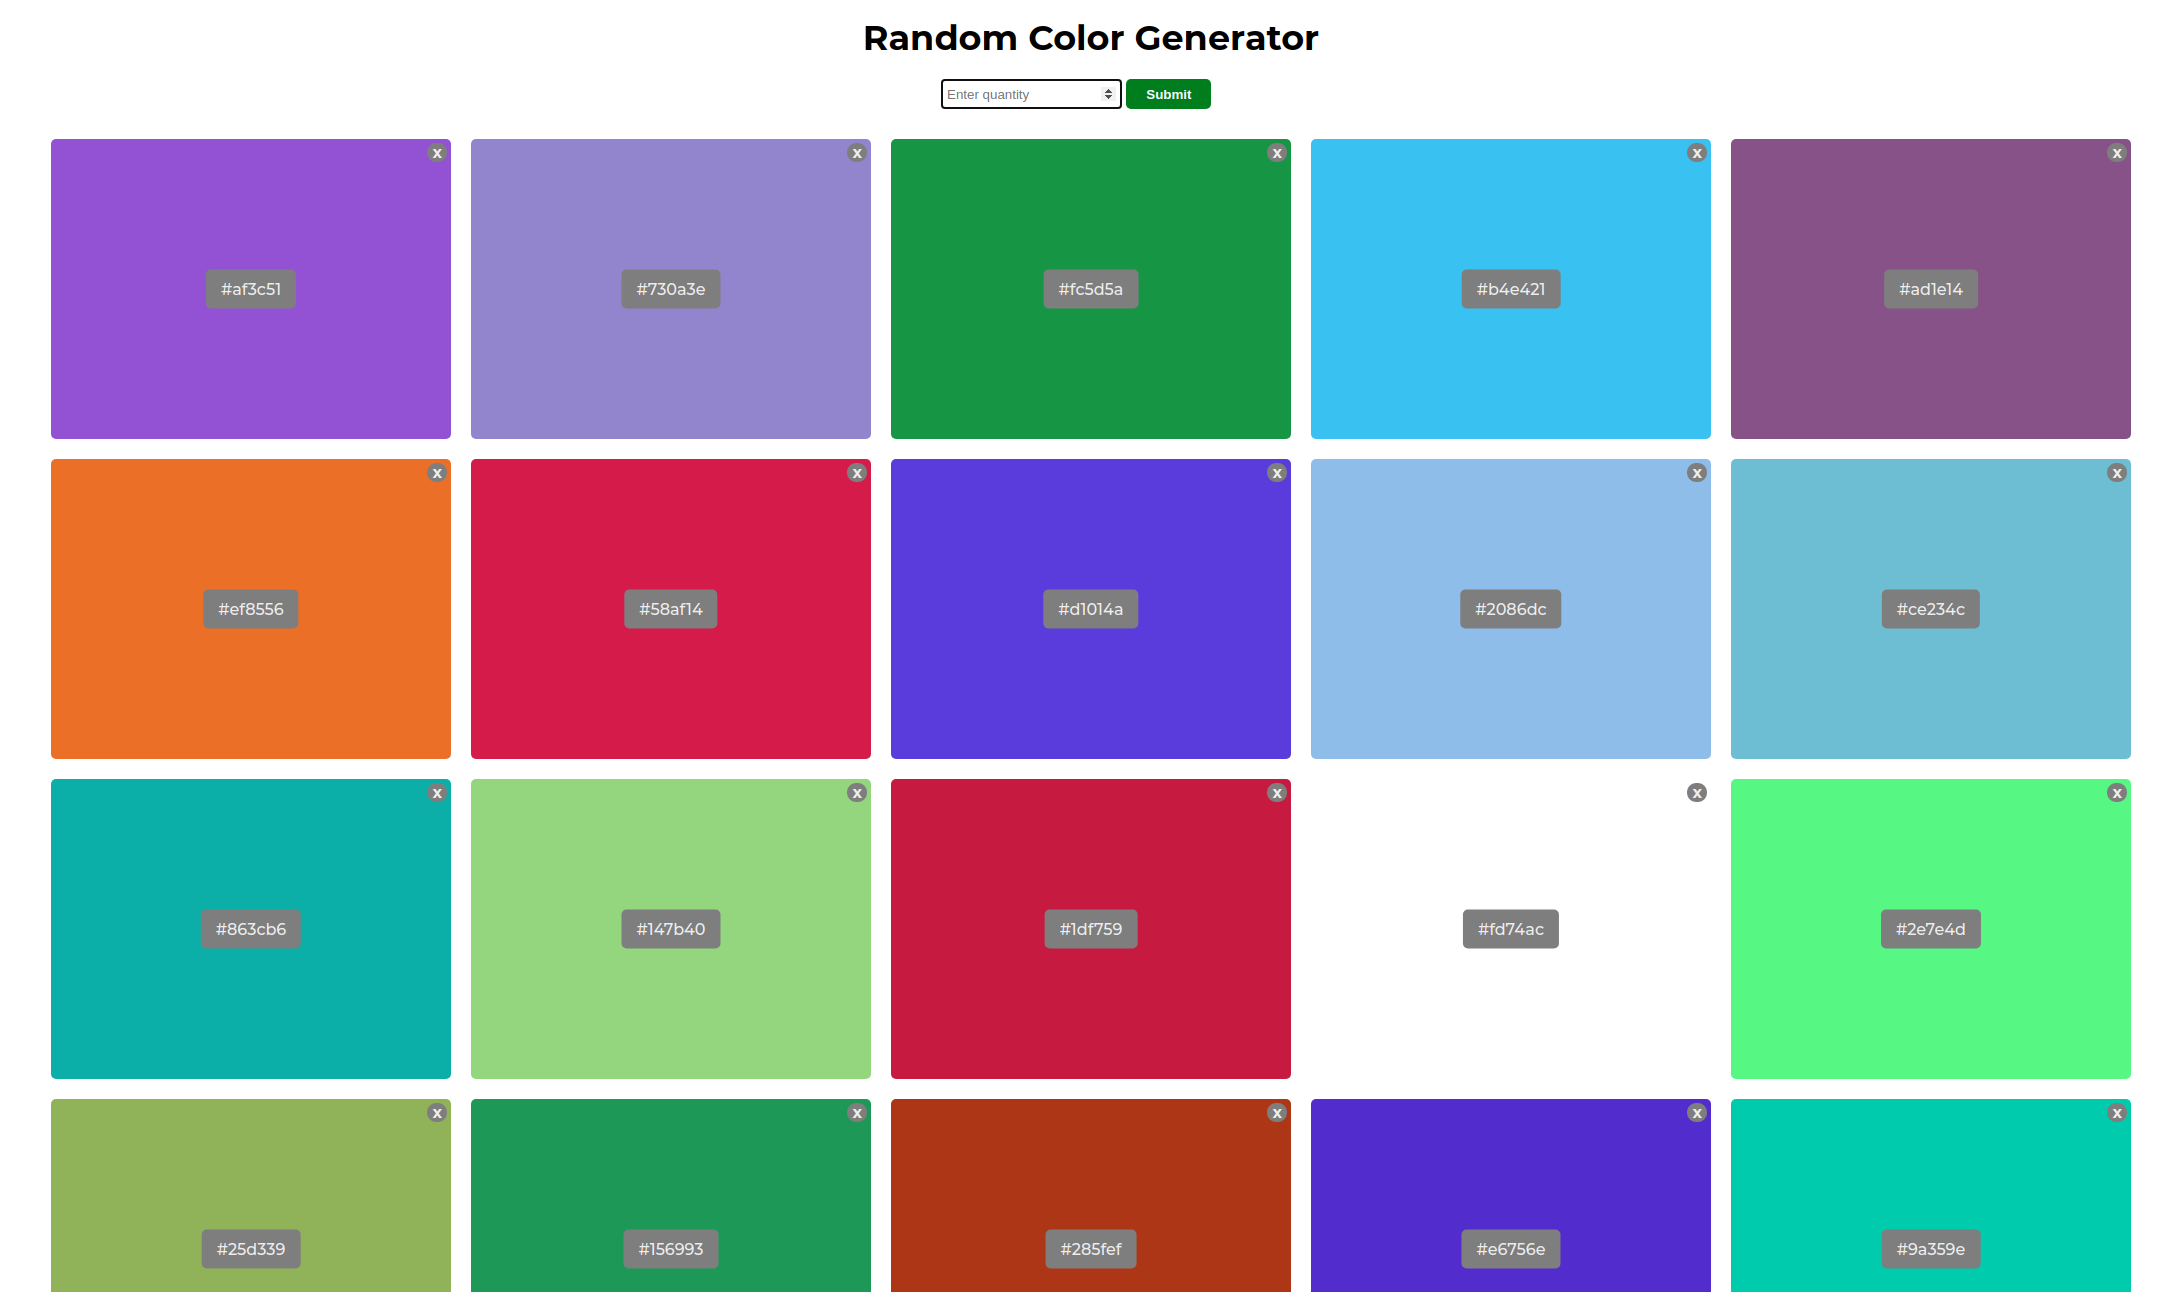 Random Color Generator
Enter quantity Submit
x x x x x
#af3c51 #730a3e #fc5d5a #b4e421 #ad1e14
x x x x x
#ef8556 #58af14 #d1014a #2086dc #ce234c
x x x x x
#863cb6 #147b40 #1df759 #fd74ac #2e7e4d
x x x x x
#25d339 #156993 #285fef #e6756e #9a359e